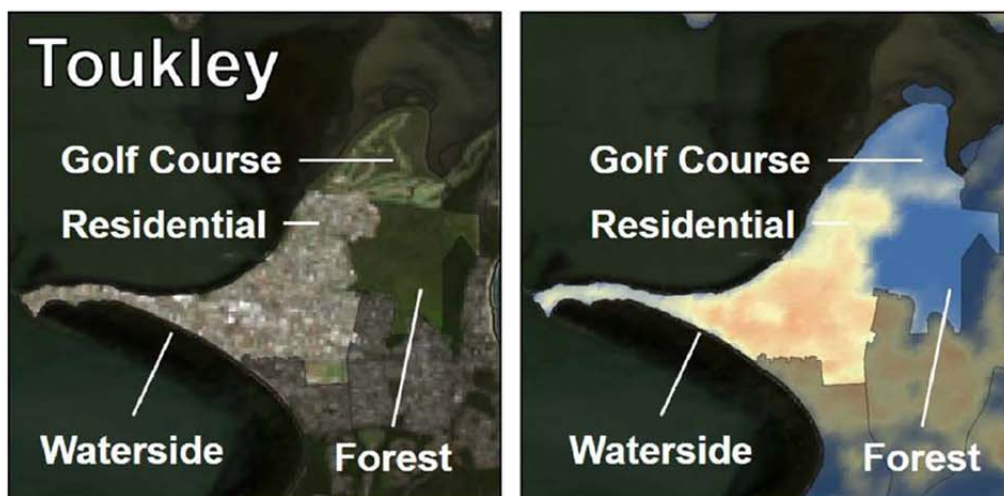 Toukley
Golf Course
Residential
Waterside
Forest
Golf Course
Residential
Waterside
Forest